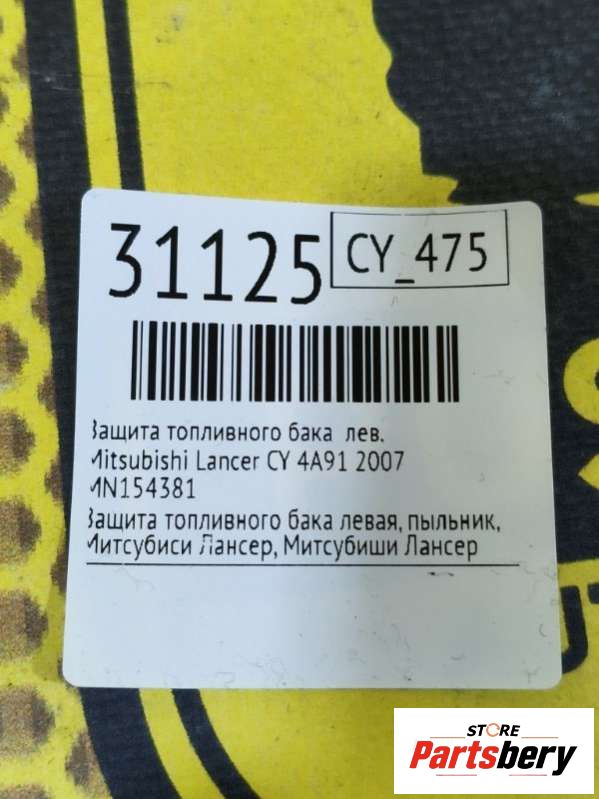 31125
CY_475
Защита топливного бака лев.
Mitsubishi Lancer CY 4A91 2007
MN154381
Защита топливного бака левая, пыльник,
Митсубиси Лансер, Митсубиши Лансер
STORE
Partsbery